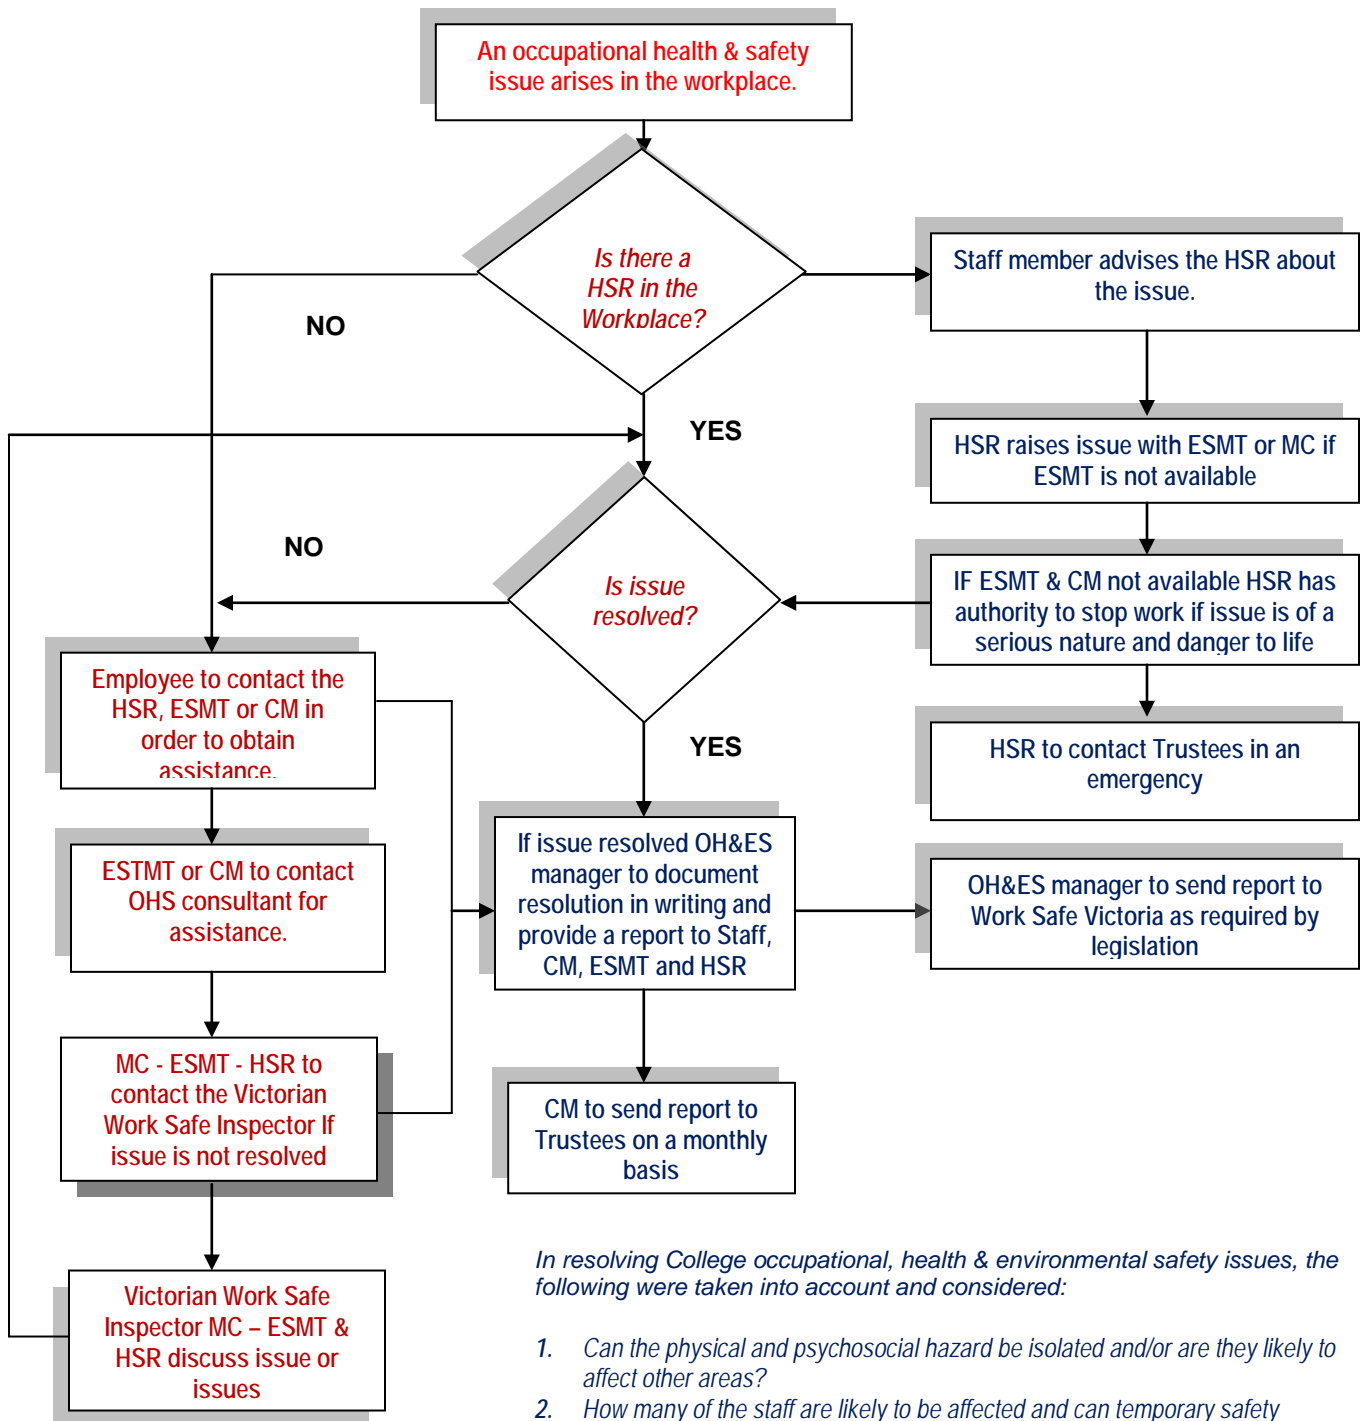 An occupational health & safety
issue arises in the workplace.
Is there a
HSR in the
Workplace?
NO
YES
Staff member advises the HSR about
the issue.
HSR raises issue with ESMT or MC if
ESMT is not available
IF ESMT & CM not available HSR has
authority to stop work if issue is of a
serious nature and danger to life
HSR to contact Trustees in an
emergency
NO
Is issue
resolved?
YES
Employee to contact the
HSR, ESMT or CM in
order to obtain
assistance.
ESTMT or CM to contact
OHS consultant for
assistance.
MC - ESMT - HSR to
contact the Victorian
Work Safe Inspector If
issue is not resolved
Victorian Work Safe
Inspector MC – ESMT &
HSR discuss issue or
issues
If issue resolved OH&ES
manager to document
resolution in writing and
provide a report to Staff,
CM, ESMT and HSR
OH&ES manager to send report to
Work Safe Victoria as required by
legislation
CM to send report to
Trustees on a monthly
basis
In resolving College occupational, health & environmental safety issues, the
following were taken into account and considered:
1. Can the physical and psychosocial hazard be isolated and/or are they likely to
affect other areas?
2. How many of the staff are likely to be affected and can temporary safety